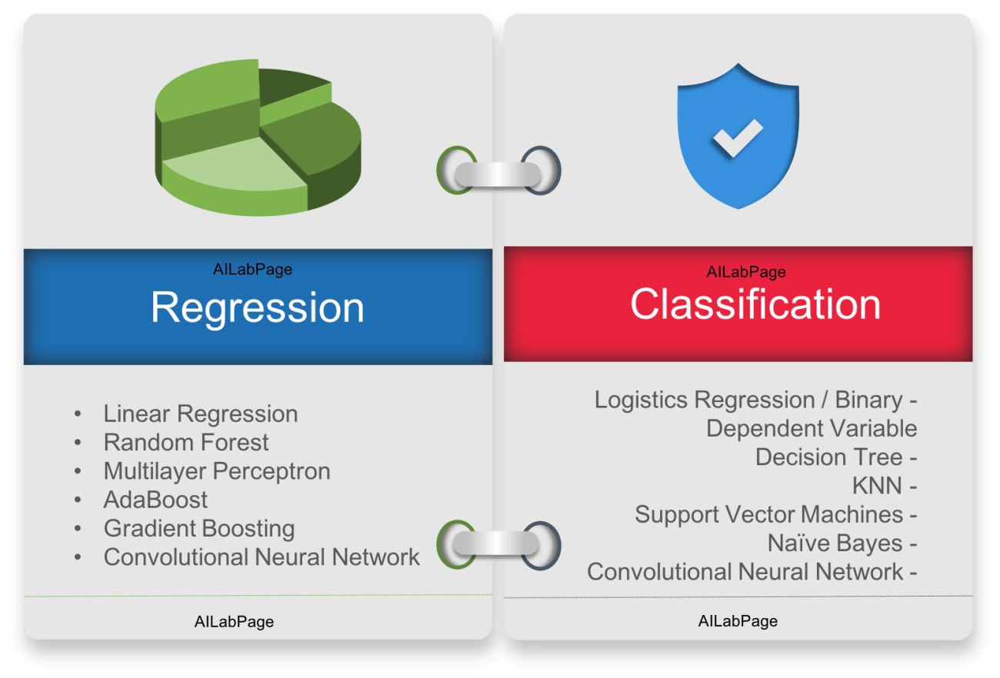 AILabPage
Regression
• Linear Regression
• Random Forest
• Multilayer Perceptron
• AdaBoost
• Gradient Boosting
• Convolutional Neural Network
AILabPage
AILabPage
Classification
Logistics Regression / Binary -
Dependent Variable
Decision Tree -
KNN -
Support Vector Machines -
Naïve Bayes -
Convolutional Neural Network -
AILabPage